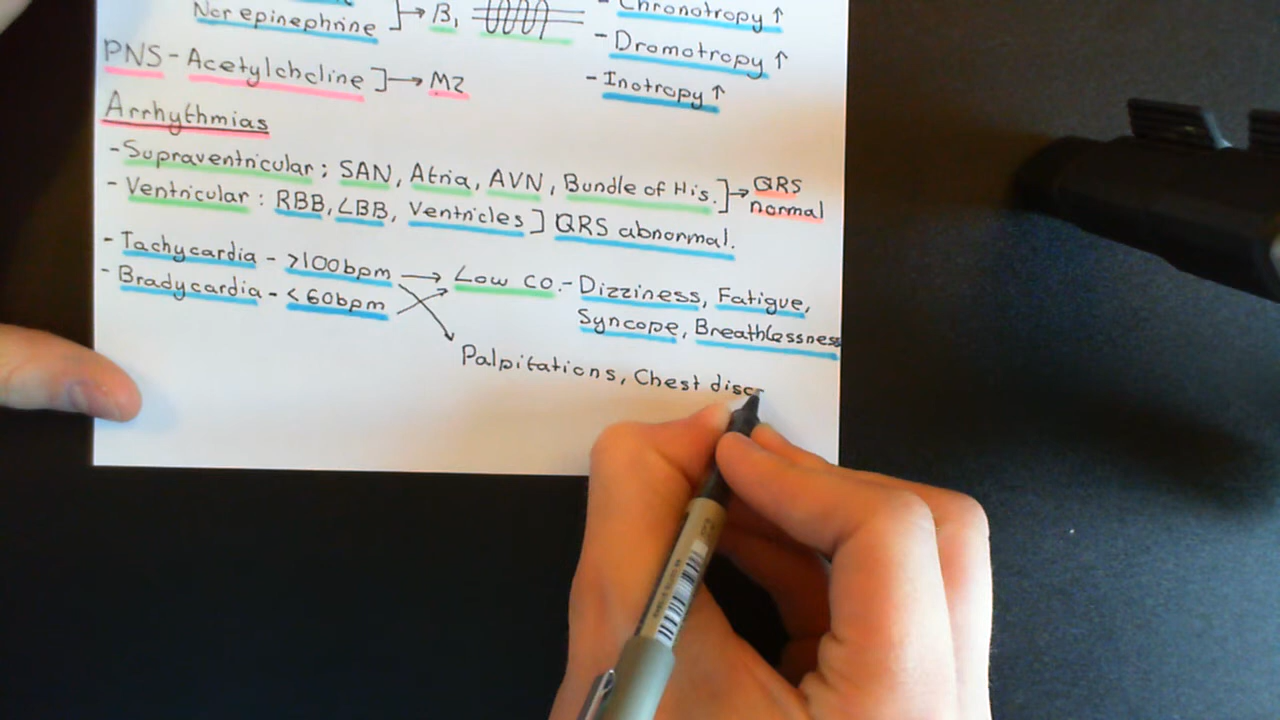 Norepinephrine ]→ β1
- Chronotropy ↑
- Dromotropy ↑
- Inotropy ↑
PNS - Acetylcholine ]→ M2
Arrhythmias
- Supraventricular; SAN, Atria, AVN, Bundle of His. ]→ QRS normal
- Ventricular: RBB, LBB, Ventricles ] QRS abnormal.
- Tachycardia - >100bpm → Low CO. - Dizziness, Fatigue,
- Bradycardia - <60bpm
Syncope, Breathlessness
Palpitations, Chest disc